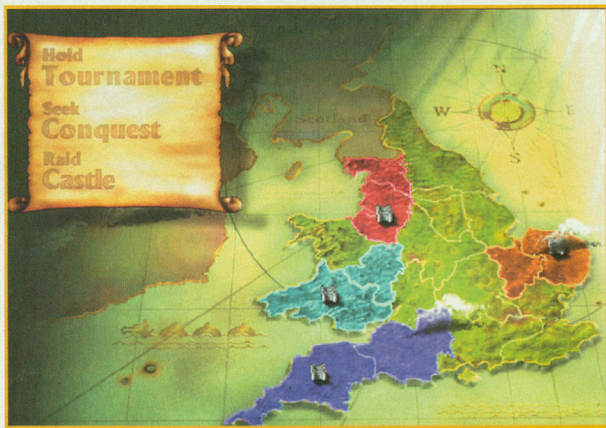 Hold
Tournament
Seek
Conquest
Raid
Castle
Scotland
N
W
E
S